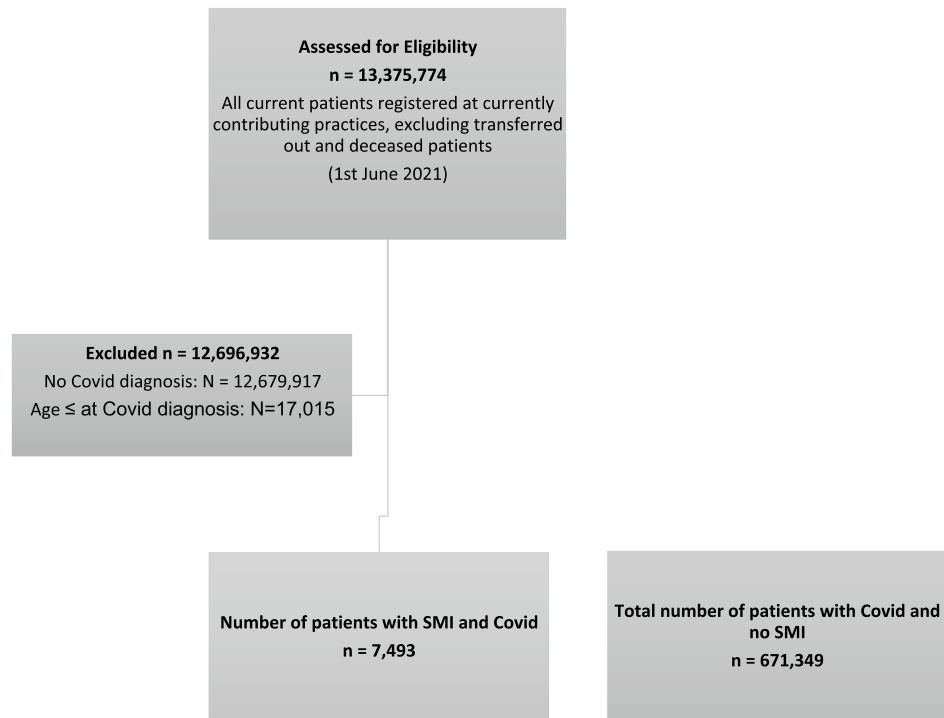 Assessed for Eligibility
n = 13,375,774
All current patients registered at currently
contributing practices, excluding transferred
out and deceased patients
(1st June 2021)
Excluded n = 12,696,932
No Covid diagnosis: N = 12,679,917
Age ≤ at Covid diagnosis: N=17,015
Number of patients with SMI and Covid
n = 7,493
Total number of patients with Covid and
no SMI
n = 671,349